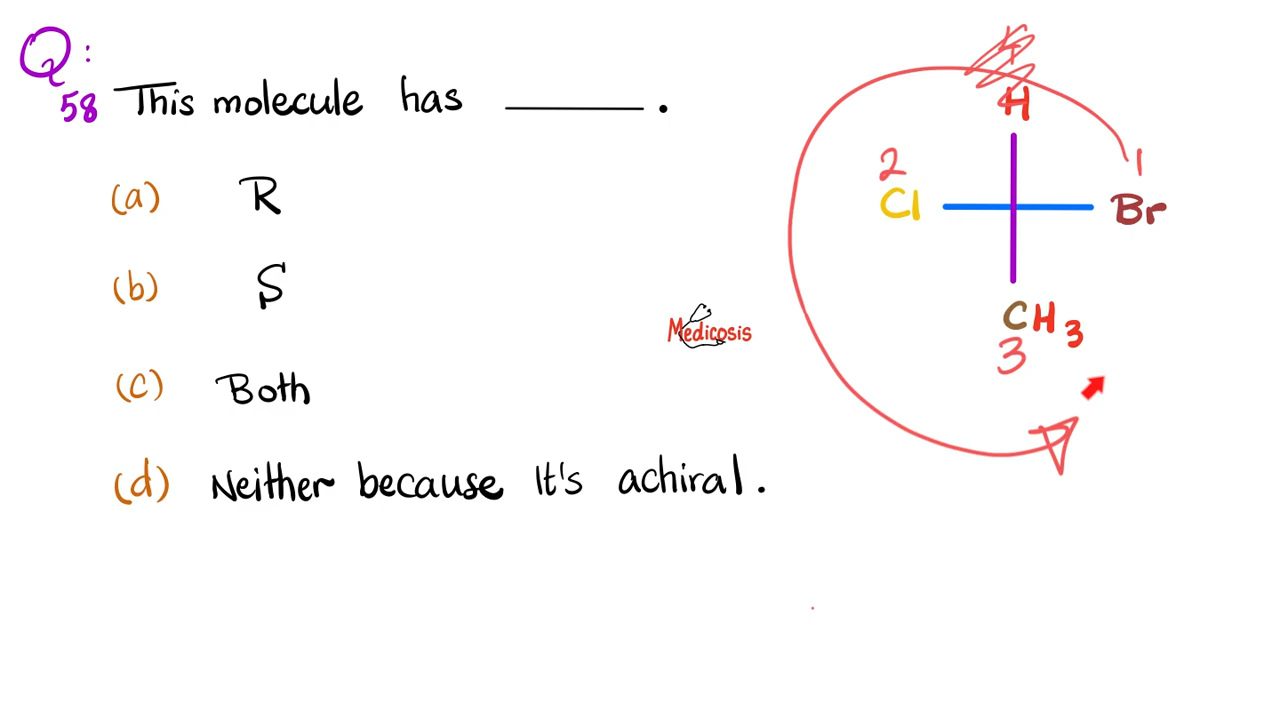 Q:
58 This molecule has ______.
(a) R
(b) S
(c) Both
(d) Neither because It's achiral.
Medicosis
H
2
1
Cl
Br
CH3
3